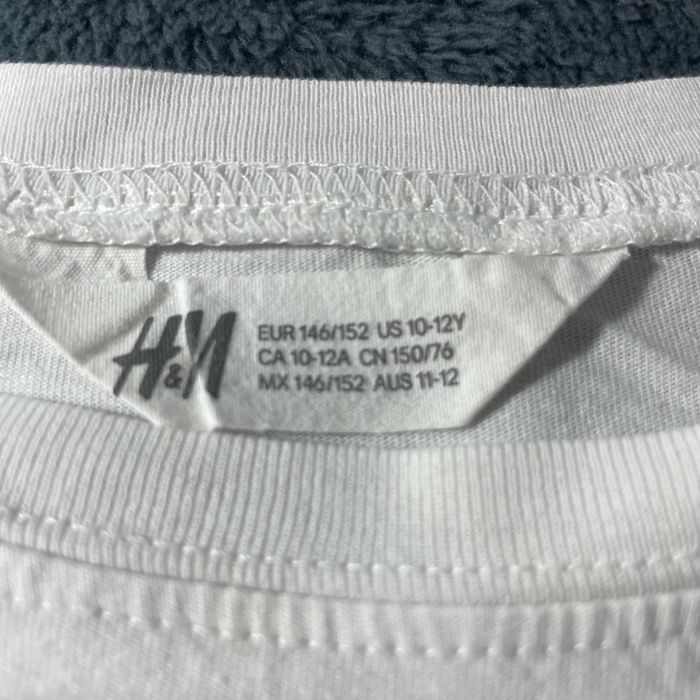 H&M
EUR 146/152 US 10-12Y
CA 10-12A CN 150/76
MX 146/152 AUS 11-12